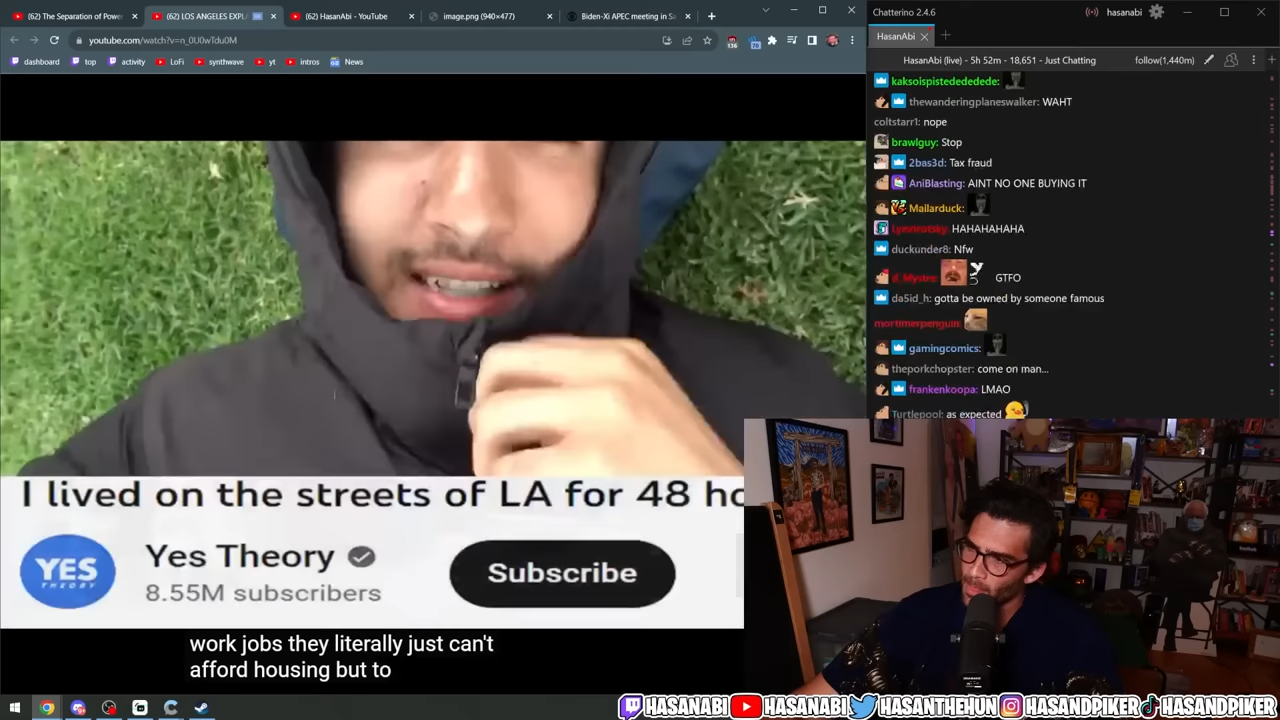 (62) The Separation of Power
(62) LOS ANGELES EXPL
(62) HasanAbi - YouTube
image.png (940×477)
Biden-Xi APEC meeting in Sa
youtube.com/watch?v=n_0U0wTdu0M
136
78
dashboard
top
activity
LoFi
synthwave
yt
intros
News
Chatterino 2.4.6
hasanabi
HasanAbi
HasanAbi (live) - 5h 52m - 18,651 - Just Chatting
follow(1,440m)
kaksoispistedededede:
thewanderingplaneswalker: WAHT
coltstarr1: nope
brawlguy: Stop
2bas3d: Tax fraud
AniBlasting: AINT NO ONE BUYING IT
Mallarduck:
HAHAHAHAHA
duckunder8: Nfw
GTFO
da5id_h: gotta be owned by someone famous
mortimerpenguin:
gamingcomics:
theporkchopster: come on man...
frankenkoopa: LMAO
Turtlepool: as expected
I lived on the streets of LA for 48 ho
YES
THEORY
Yes Theory
8.55M subscribers
Subscribe
work jobs they literally just can't
afford housing but to
HASANABI
HASANABI
HASANTHEHUN
HASANDPIKER
HASANDPIKER